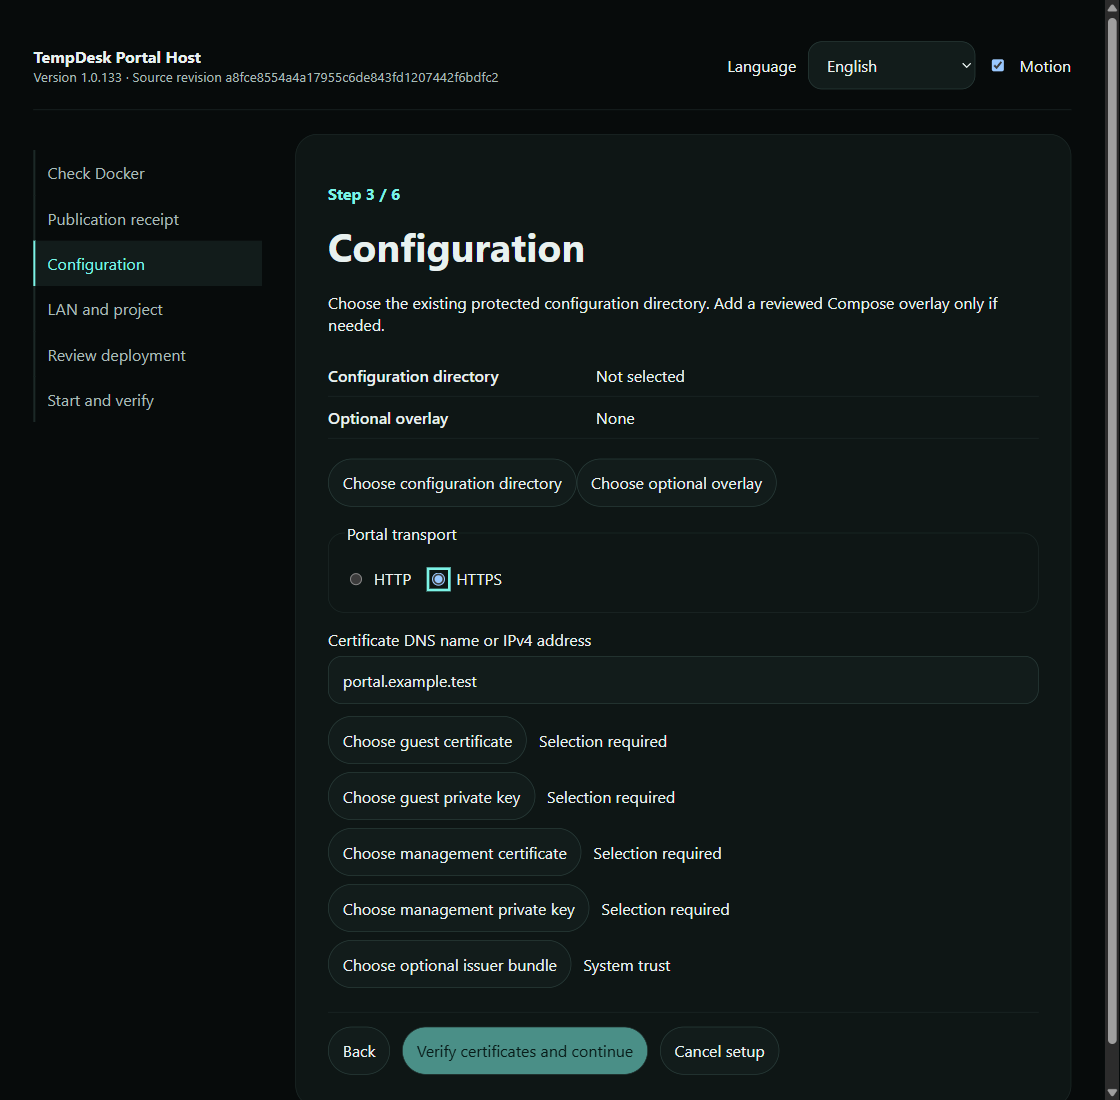 TempDesk Portal Host
Version 1.0.133 · Source revision a8fce8554a4a17955c6de843fd1207442f6bdfc2
Language
English
Motion
Check Docker
Publication receipt
Configuration
LAN and project
Review deployment
Start and verify
Step 3 / 6
Configuration
Choose the existing protected configuration directory. Add a reviewed Compose overlay only if
needed.
Configuration directory Not selected
Optional overlay None
Choose configuration directory Choose optional overlay
Portal transport
HTTP HTTPS
Certificate DNS name or IPv4 address
portal.example.test
Choose guest certificate Selection required
Choose guest private key Selection required
Choose management certificate Selection required
Choose management private key Selection required
Choose optional issuer bundle System trust
Back Verify certificates and continue Cancel setup